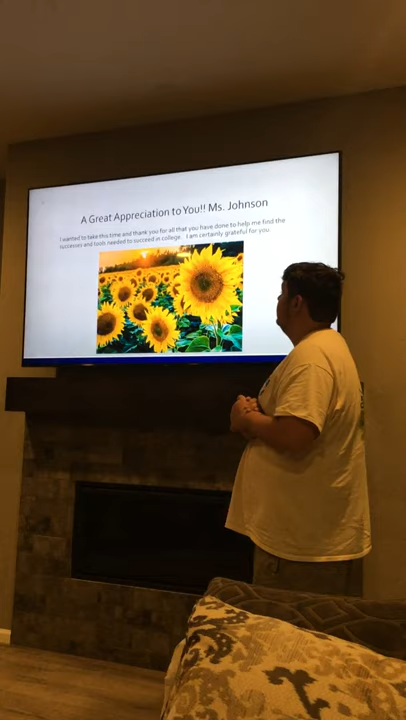 A Great Appreciation to You!! Ms. Johnson
I wanted to take this time and thank you for all that you have done to help me find the
successes and tools needed to succeed in college. I am certainly grateful for you.